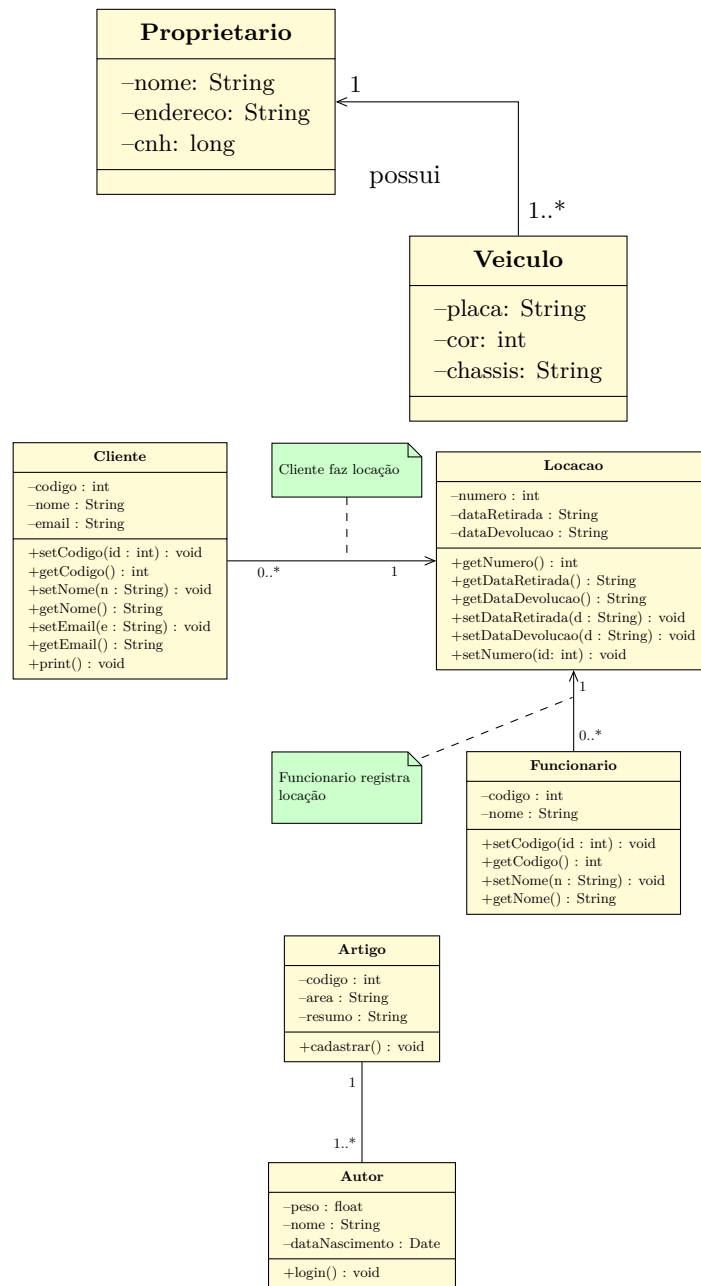 Proprietario
–nome: String
–endereco: String
–cnh: long
1
possui
1..*
Veiculo
–placa: String
–cor: int
–chassis: String
Cliente
–codigo : int
–nome : String
–email : String
+setCodigo(id : int) : void
+getCodigo() : int
+setNome(n : String) : void
+getNome() : String
+setEmail(e : String) : void
+getEmail() : String
+print() : void
Cliente faz locação
0..*
1
Locacao
–numero : int
–dataRetirada : String
–dataDevolucao : String
+getNumero() : int
+getDataRetirada() : String
+getDataDevolucao() : String
+setDataRetirada(d : String) : void
+setDataDevolucao(d : String) : void
+setNumero(id: int) : void
1
0..*
Funcionario registra
locação
Funcionario
–codigo : int
–nome : String
+setCodigo(id : int) : void
+getCodigo() : int
+setNome(n : String) : void
+getNome() : String
Artigo
–codigo : int
–area : String
–resumo : String
+cadastrar() : void
1
1..*
Autor
–peso : float
–nome : String
–dataNascimento : Date
+login() : void